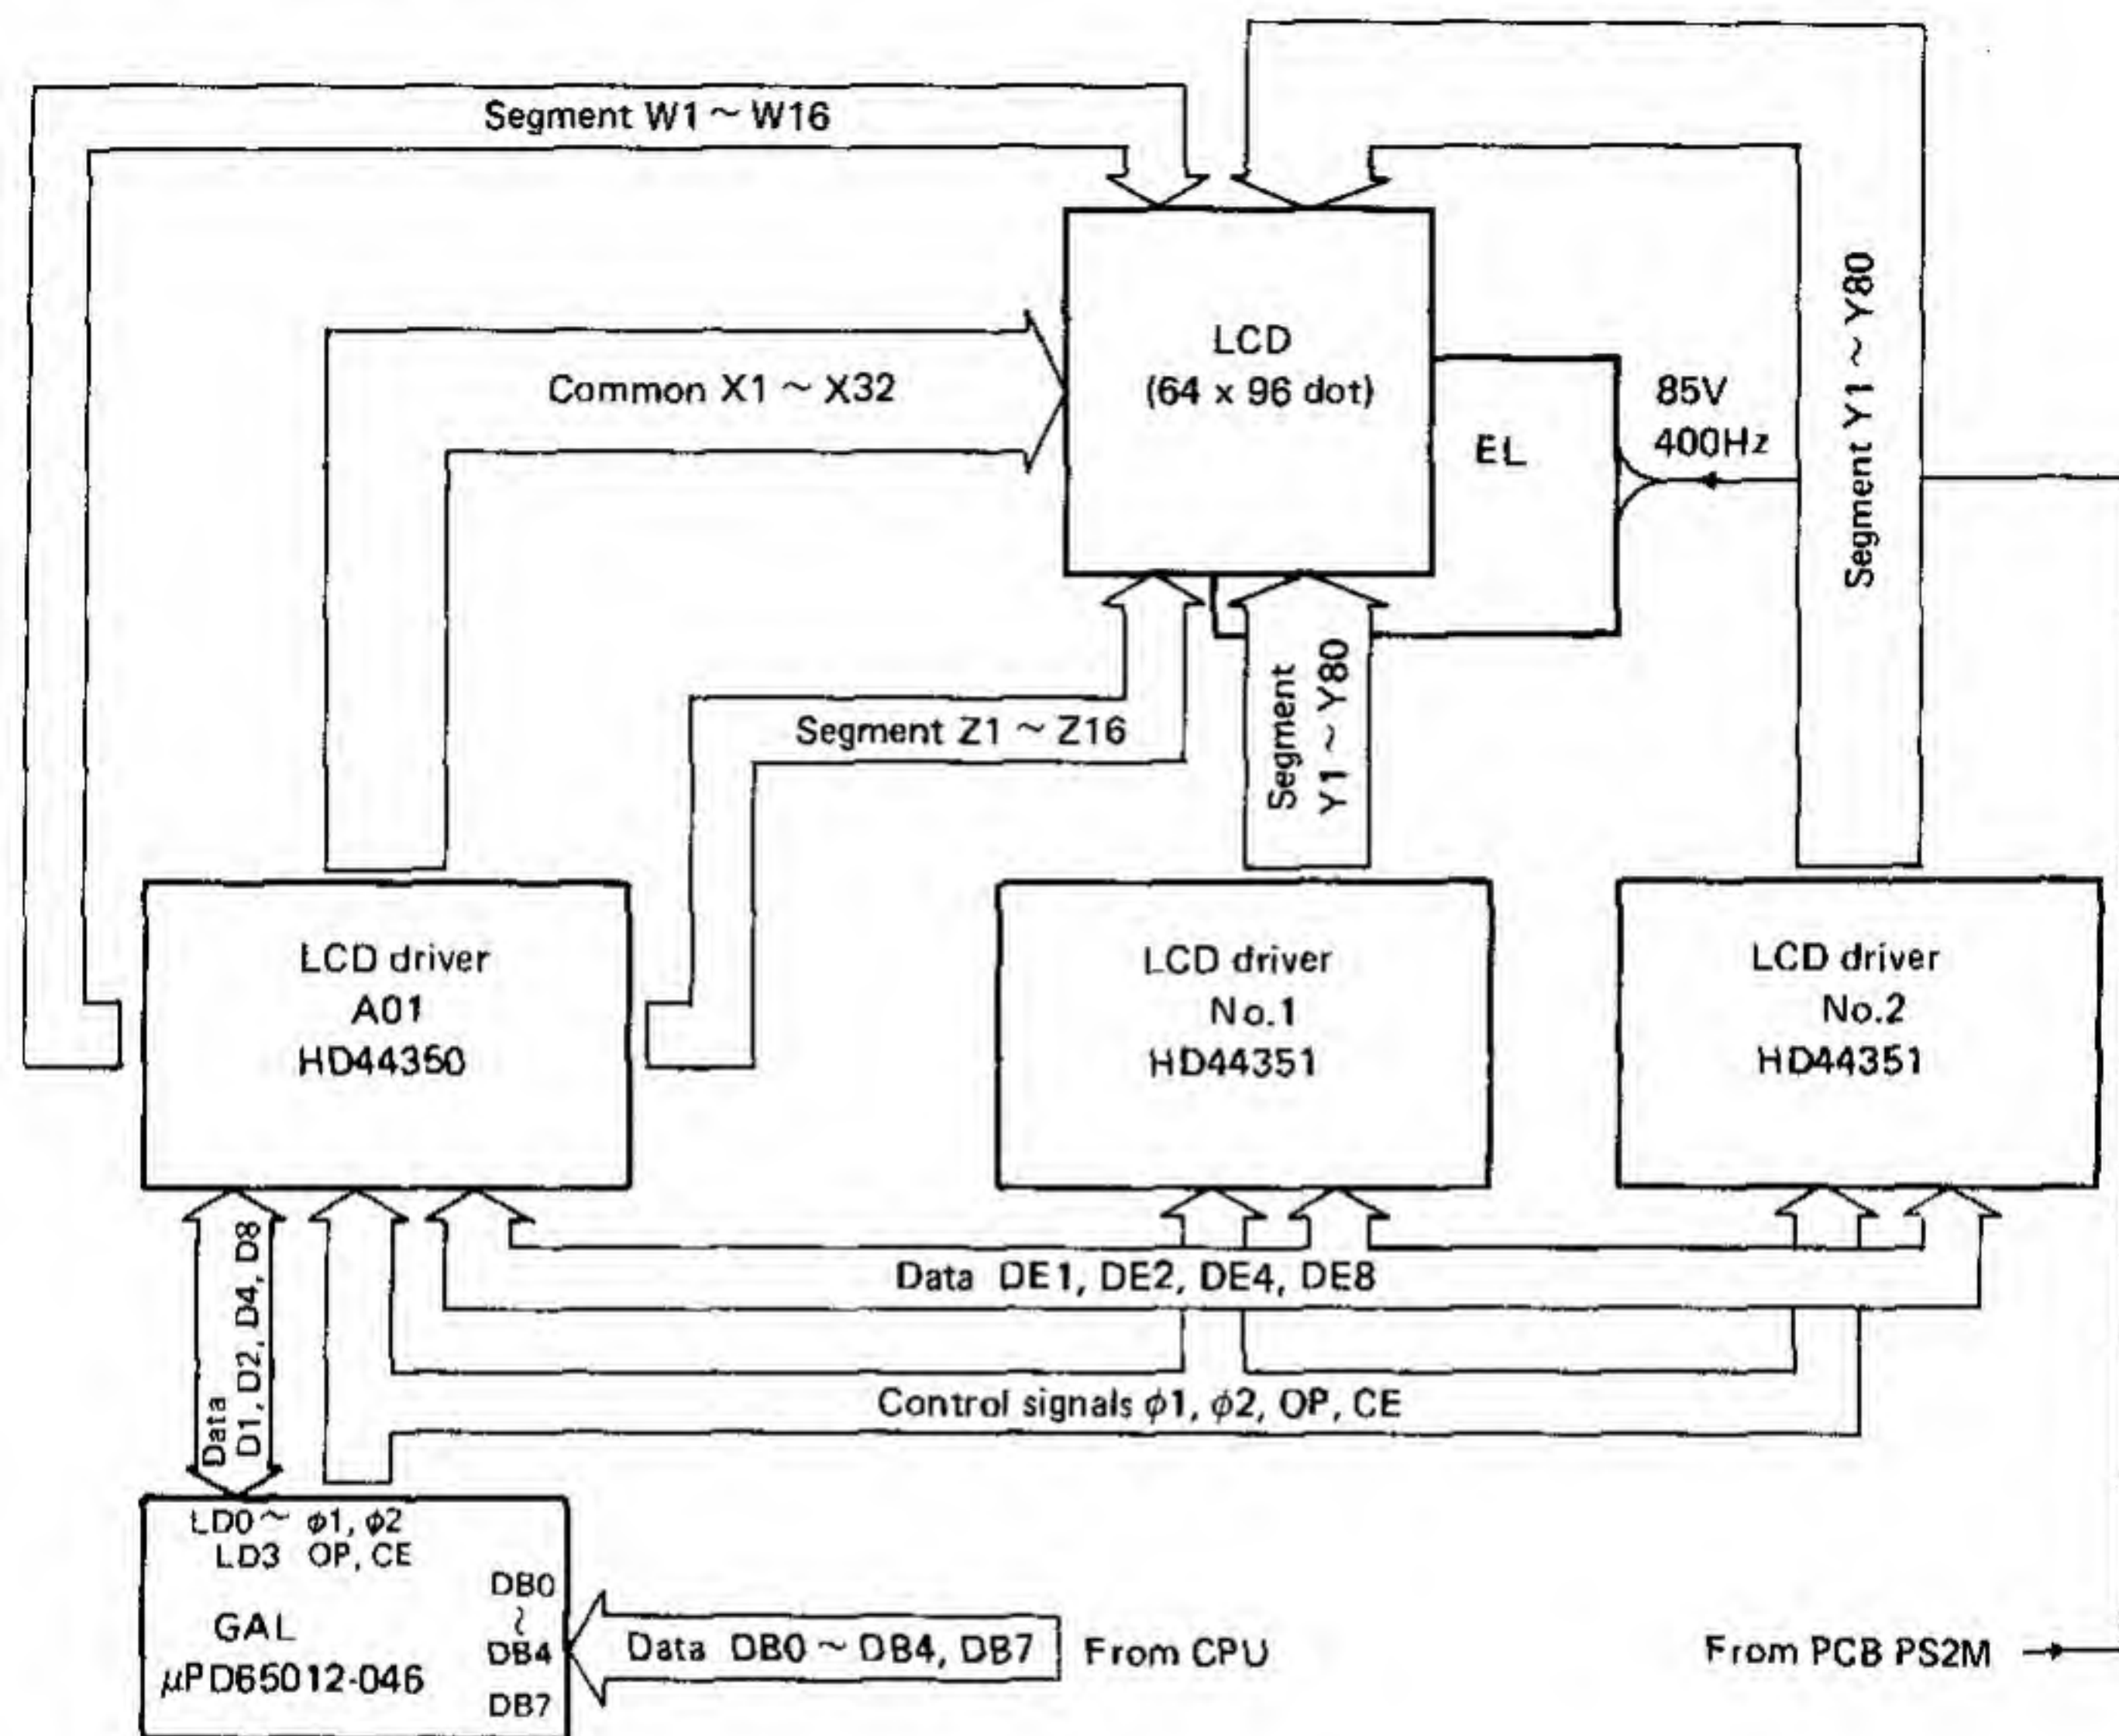 Segment W1 ~ W16
Common X1 ~ X32
LCD
(64 x 96 dot)
EL
85V
400Hz
Segment Y1 ~ Y80
Segment Z1 ~ Z16
Segment
Y1 ~ Y80
LCD driver
A01
HD44350
LCD driver
No.1
HD44351
LCD driver
No.2
HD44351
Data
D1, D2, D4, D8
Data DE1, DE2, DE4, DE8
Control signals ϕ1, ϕ2, OP, CE
LD0 ~ ϕ1, ϕ2
LD3 OP, CE
DB0
~
DB4
DB7
GAL
μPD65012-046
Data DB0 ~ DB4, DB7
From CPU
From PCB PS2M